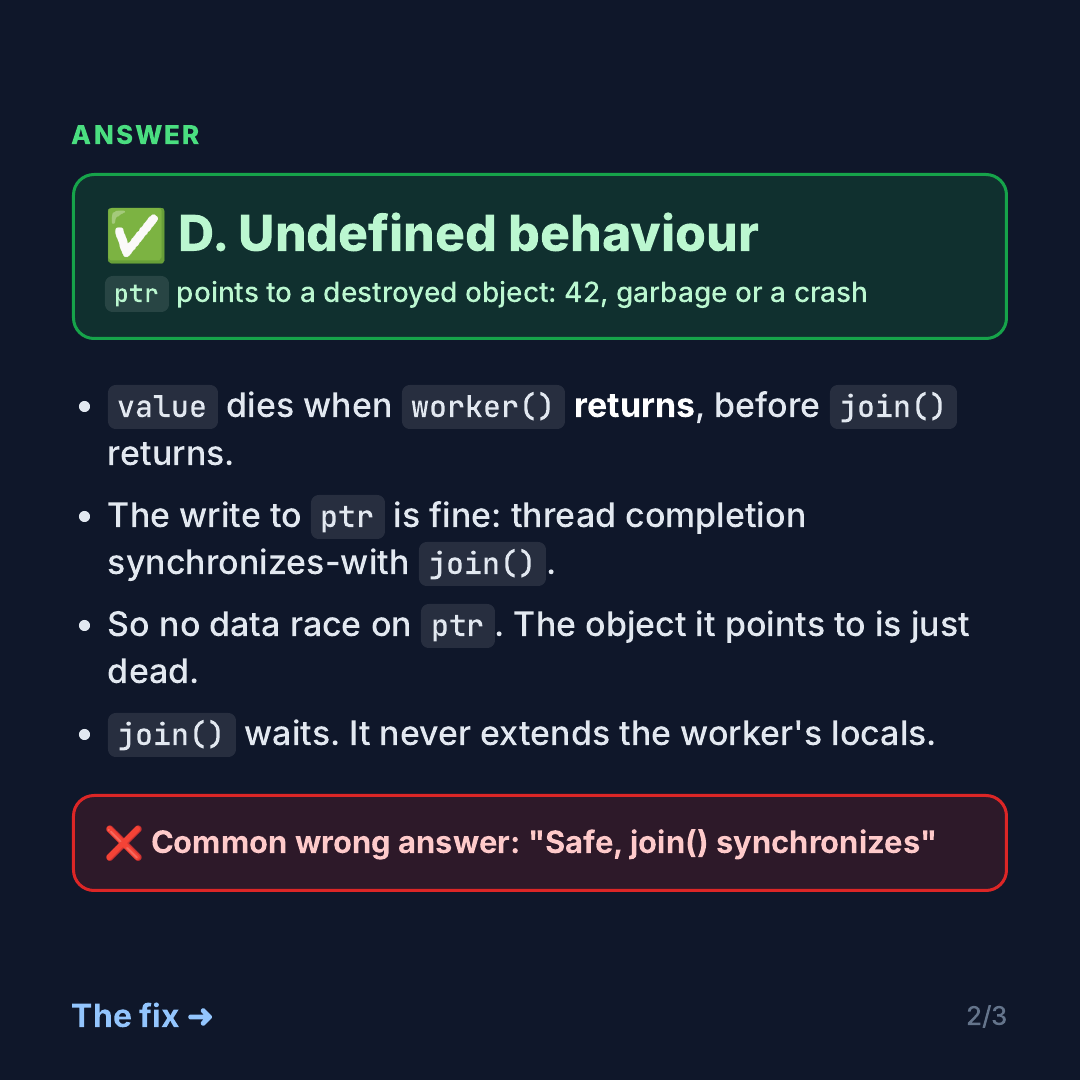 ANSWER
✅ D. Undefined behaviour
ptr points to a destroyed object: 42, garbage or a crash
• value dies when worker() returns, before join()
returns.
• The write to ptr is fine: thread completion
synchronizes-with join().
• So no data race on ptr. The object it points to is just
dead.
• join() waits. It never extends the worker's locals.
❌ Common wrong answer: "Safe, join() synchronizes"
The fix ➜
2/3